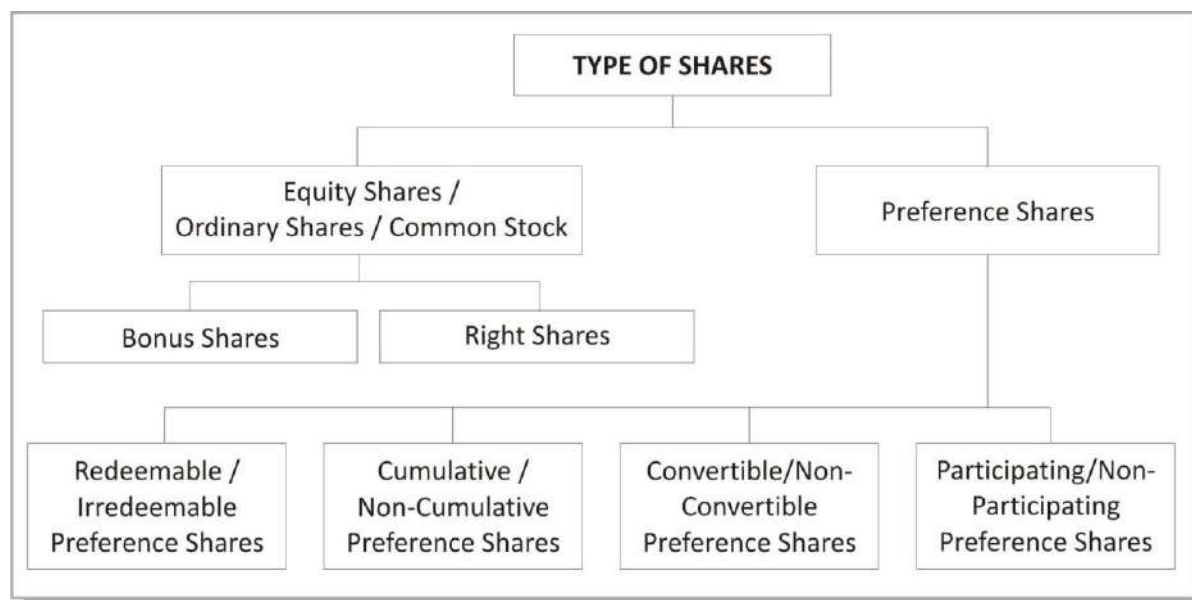 TYPE OF SHARES
Equity Shares /
Ordinary Shares / Common Stock
Preference Shares
Bonus Shares
Right Shares
Redeemable /
Irredeemable
Preference Shares
Cumulative /
Non-Cumulative
Preference Shares
Convertible/Non-
Convertible
Preference Shares
Participating/Non-
Participating
Preference Shares